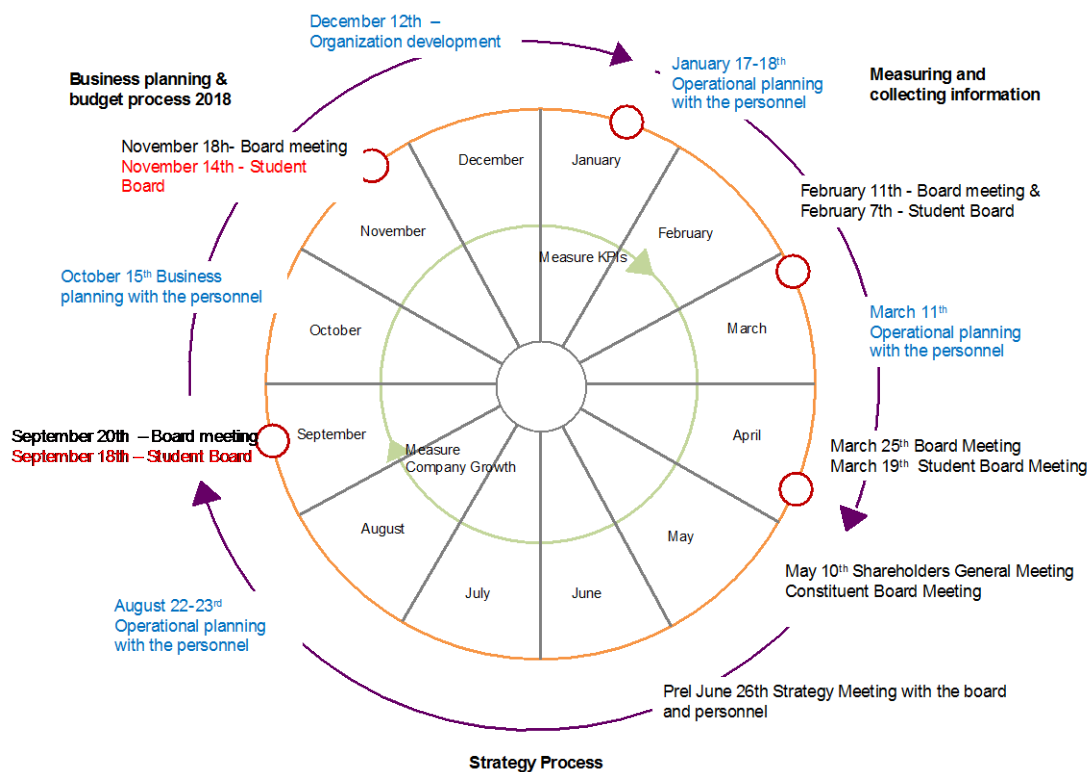 December 12th –
Organization development
Business planning &
budget process 2018
January 17-18th
Operational planning
with the personnel
Measuring and
collecting information
November 18h- Board meeting
November 14th - Student
Board
December
January
February 11th - Board meeting &
February 7th - Student Board
November
February
Measure KPIs
October 15th Business
planning with the personnel
October
March
March 11th
Operational planning
with the personnel
September 20th – Board meeting
September 18th – Student Board
September
April
Measure
Company Growth
March 25th Board Meeting
March 19th Student Board Meeting
August
May
May 10th Shareholders General Meeting
Constituent Board Meeting
July
June
August 22-23rd
Operational planning
with the personnel
Prel June 26th Strategy Meeting with the board
and personnel
Strategy Process